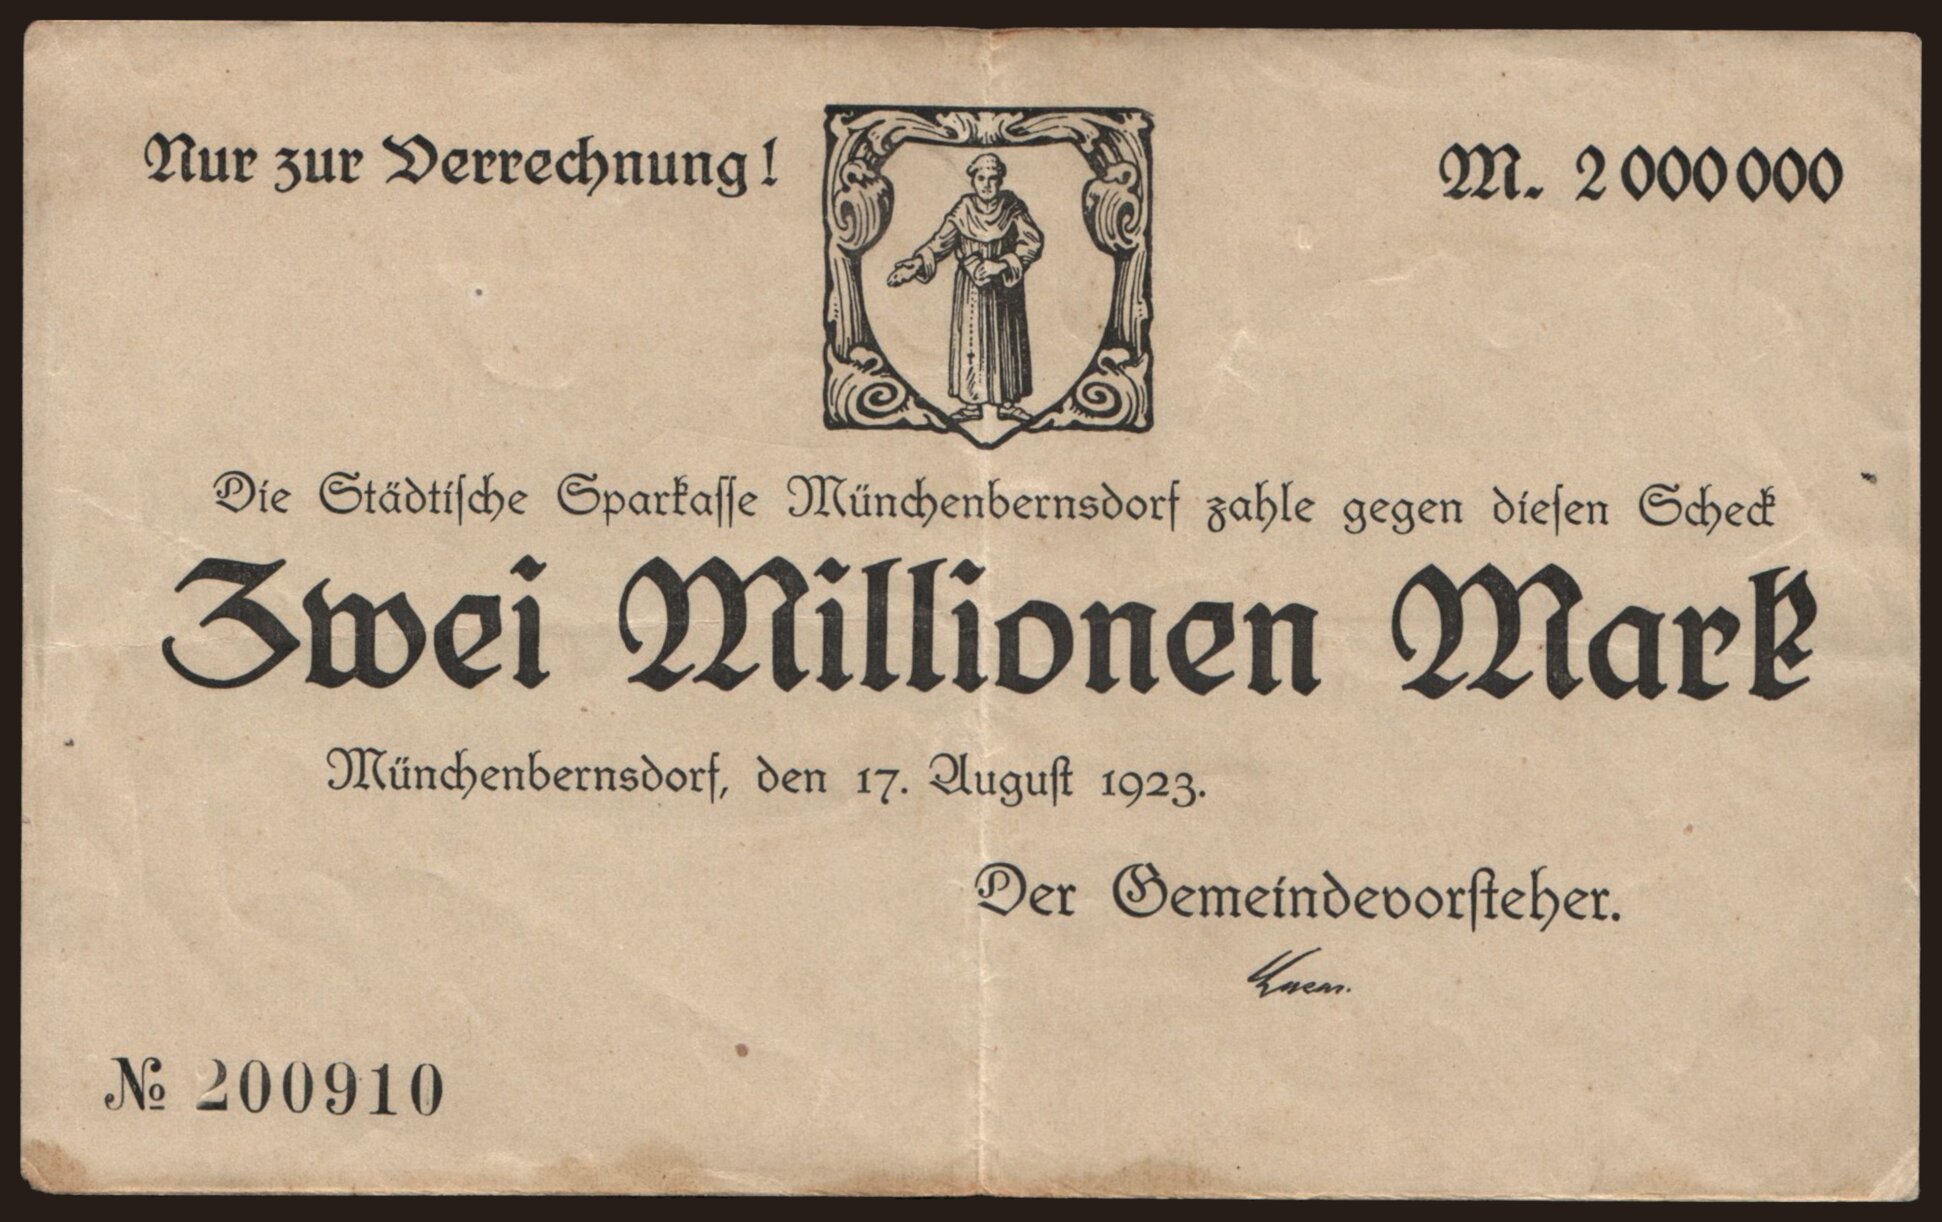 Nur zur Verrechnung!
M. 2000000
Die Städtische Sparkasse Münchenbernsdorf zahle gegen diesen Scheck
Zwei Millionen Mark
Münchenbernsdorf, den 17. August 1923.
Der Gemeindevorsteher.
№ 200910